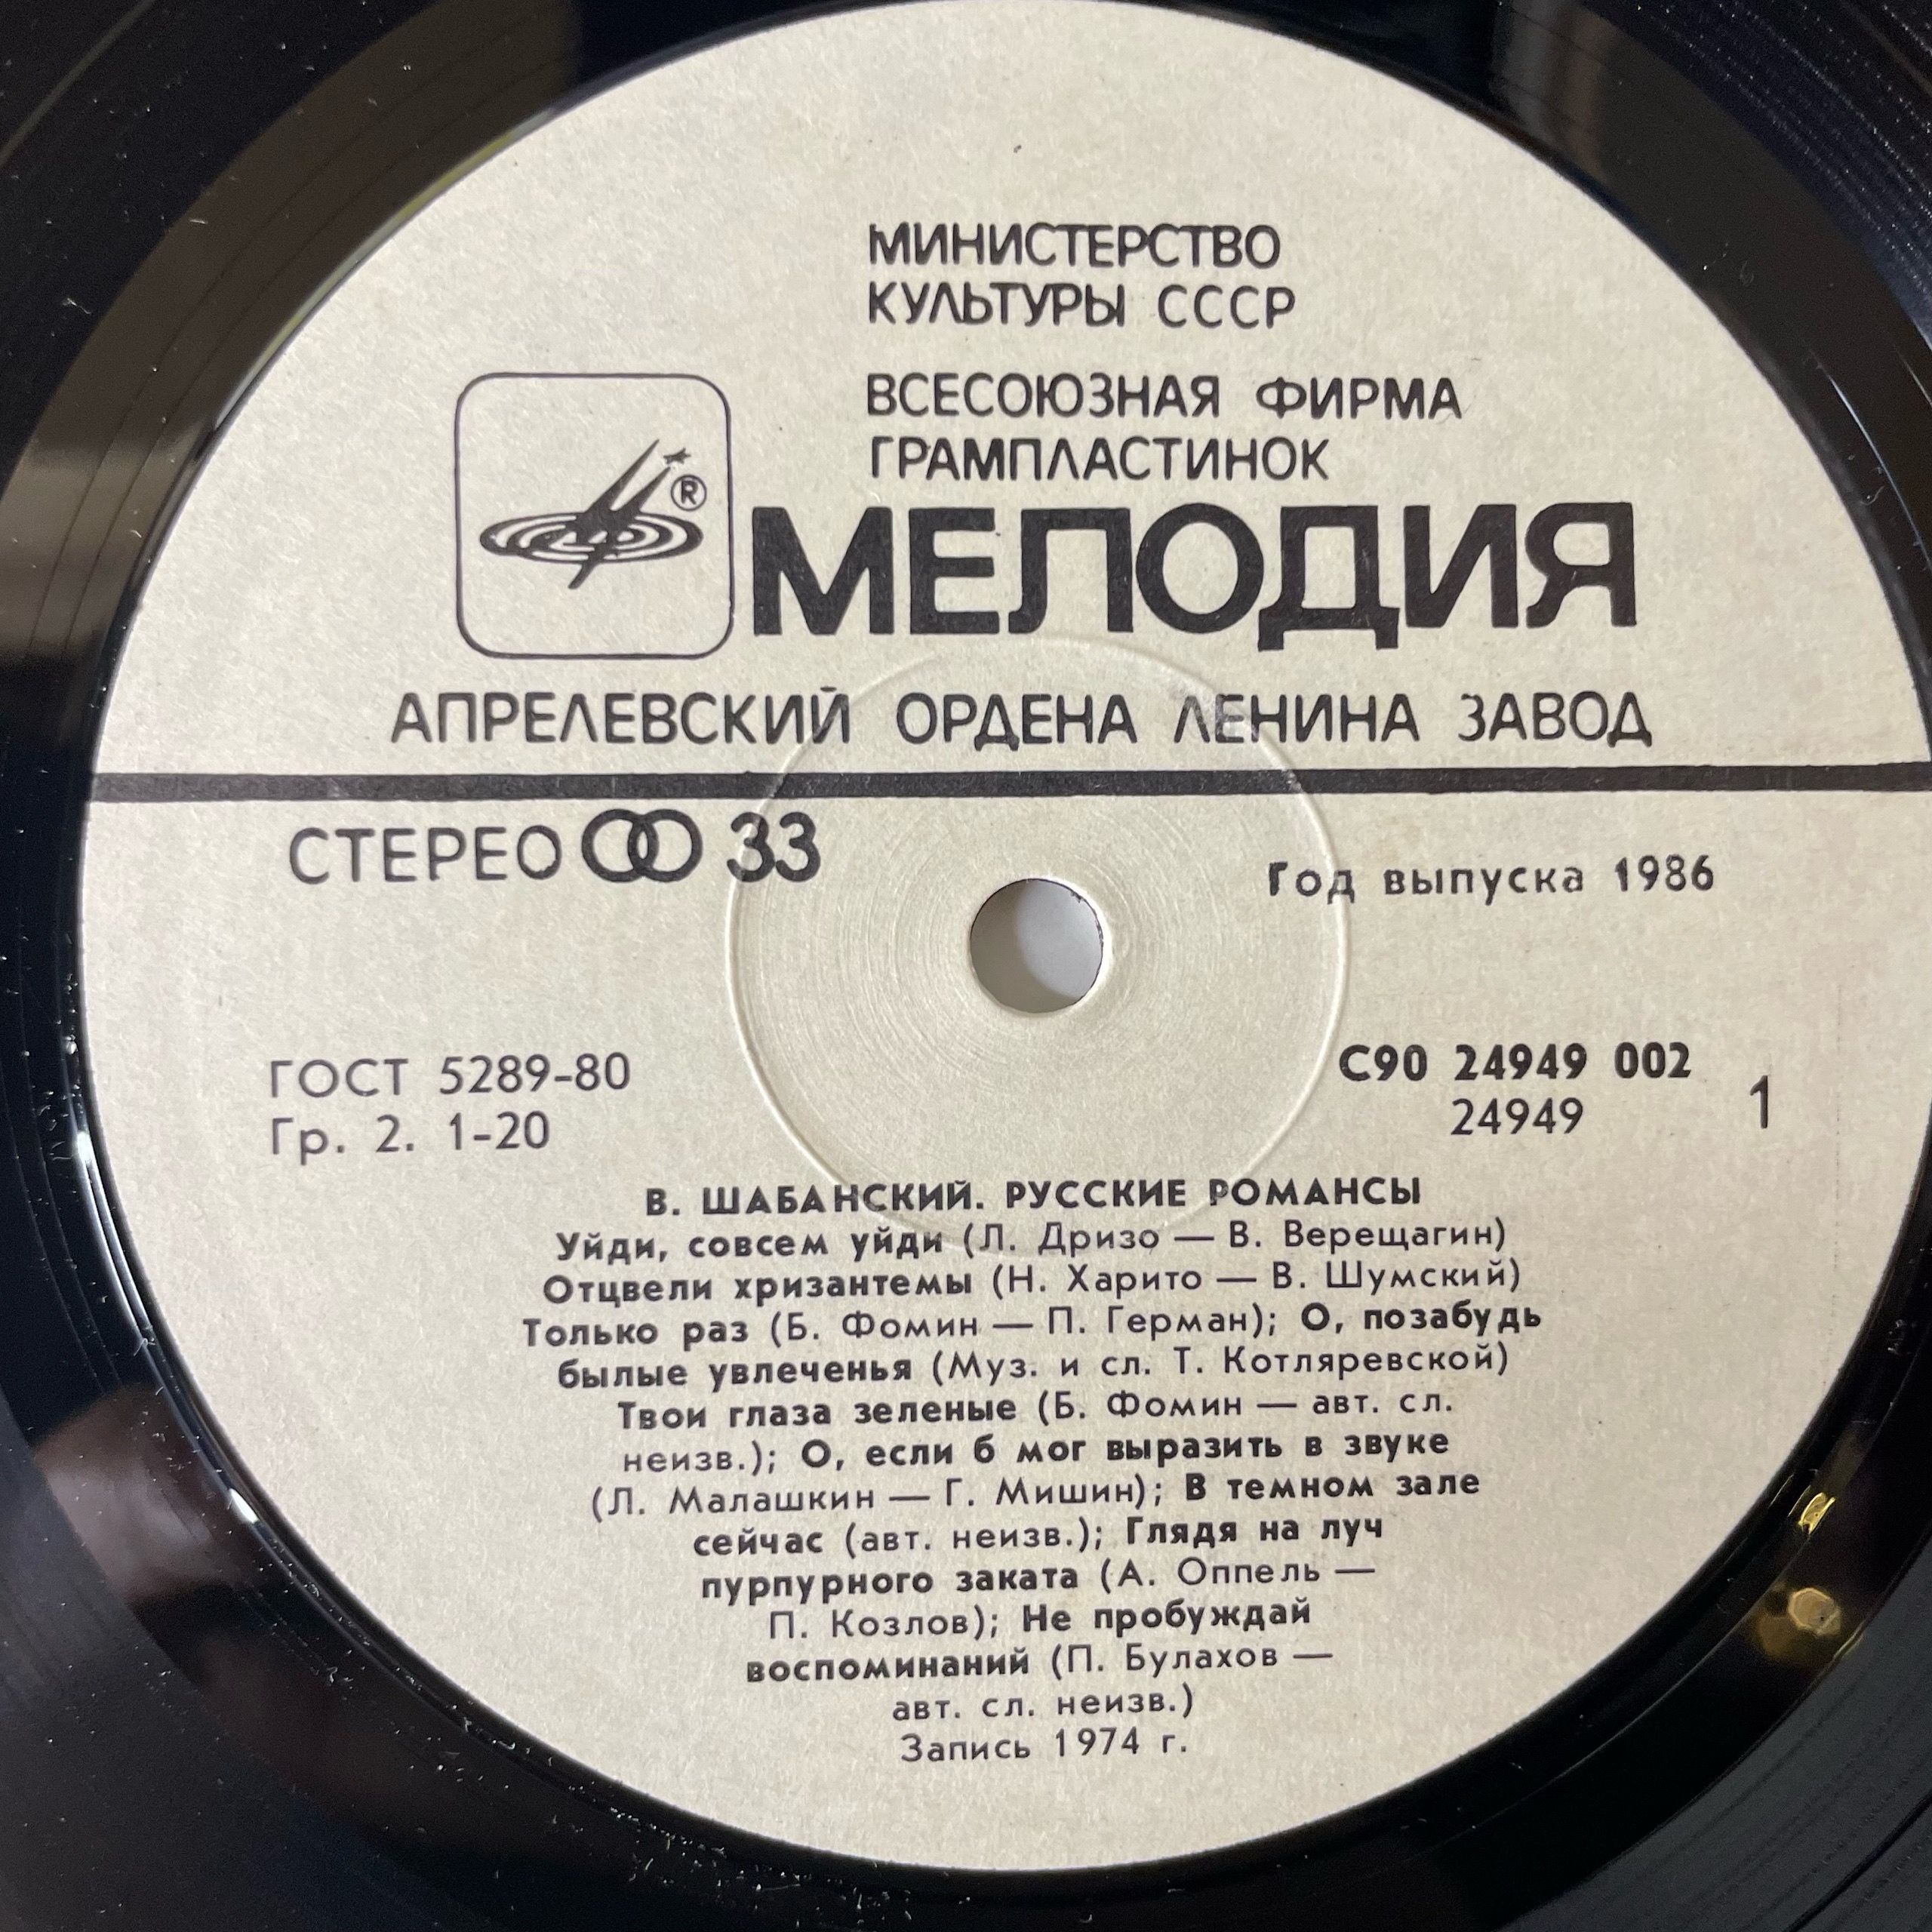 МИНИСТЕРСТВО
КУЛЬТУРЫ СССР
ВСЕСОЮЗНАЯ ФИРМА
ГРАМПЛАСТИНОК
®
МЕЛОДИЯ
АПРЕЛЕВСКИЙ ОРДЕНА ЛЕНИНА ЗАВОД
СТЕРЕО 33
Год выпуска 1986
ГОСТ 5289-80
Гр. 2. 1-20
С90 24949 002
24949
1
В. ШАБАНСКИЙ. РУССКИЕ РОМАНСЫ
Уйди, совсем уйди (Л. Дризо — В. Верещагин)
Отцвели хризантемы (Н. Харито — В. Шумский)
Только раз (Б. Фомин — П. Герман); О, позабудь
былые увлеченья (Муз. и сл. Т. Котляревской)
Твои глаза зеленые (Б. Фомин — авт. сл.
неизв.); О, если б мог выразить в звуке
(Л. Малашкин — Г. Мишин); В темном зале
сейчас (авт. неизв.); Глядя на луч
пурпурного заката (А. Оппель —
П. Козлов); Не пробуждай
воспоминаний (П. Булахов —
авт. сл. неизв.)
Запись 1974 г.